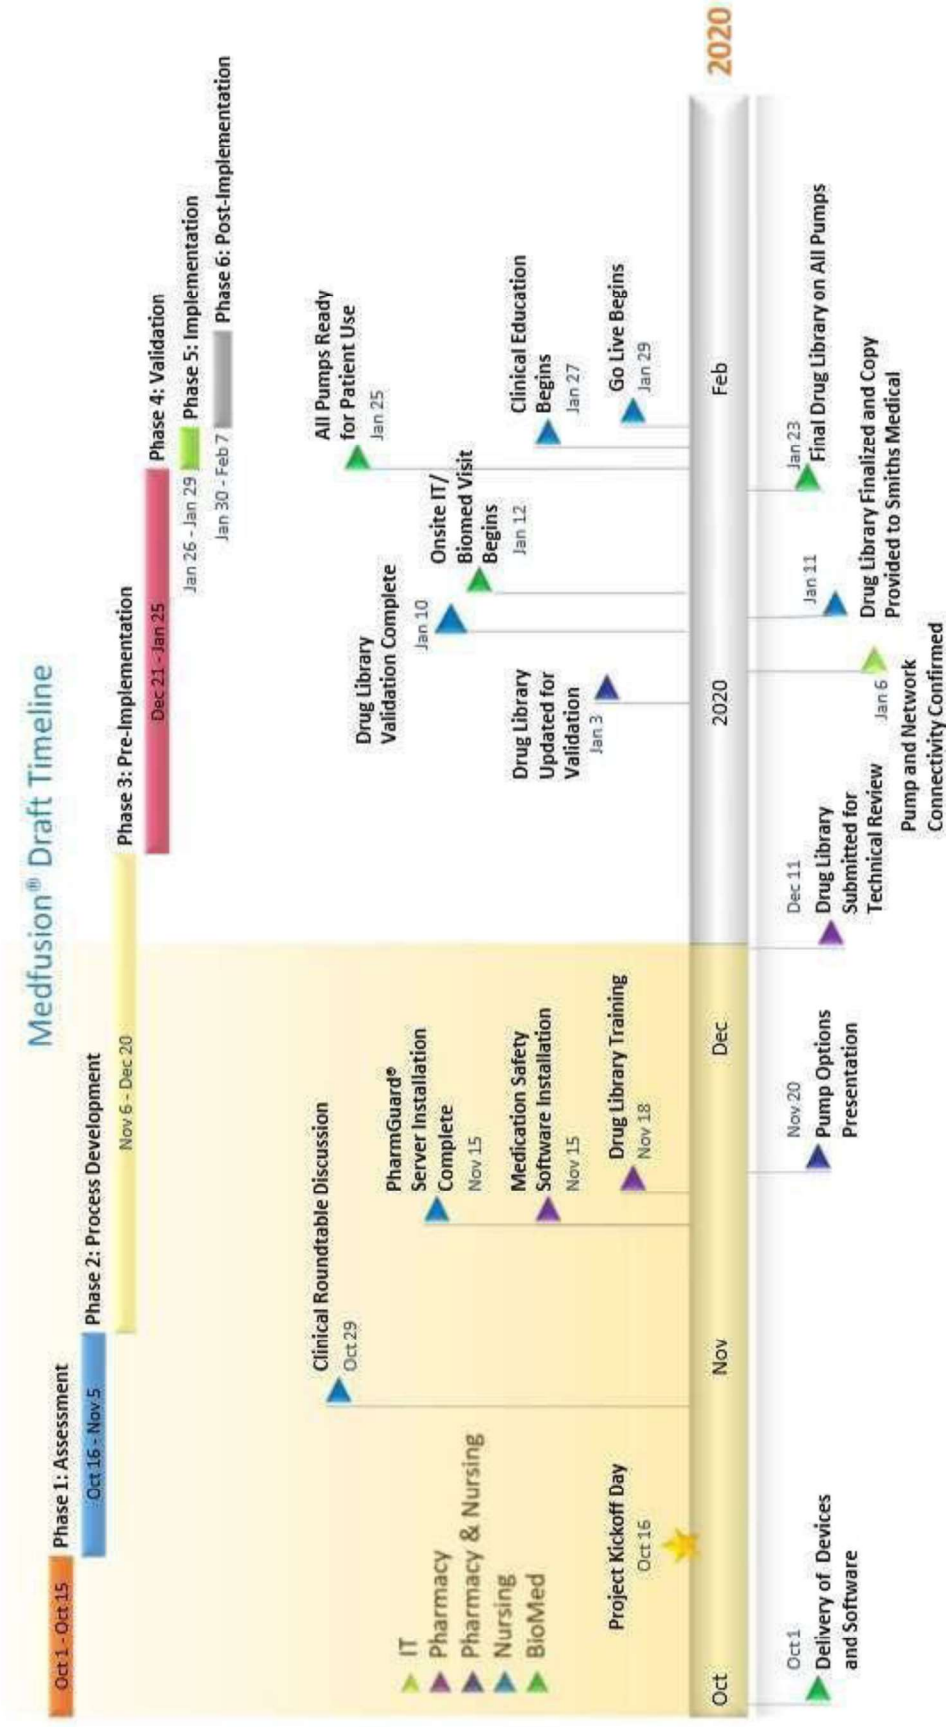 Medfusion® Draft Timeline
Oct 1 - Oct 15
Phase 1: Assessment
Oct 16 - Nov 5
Phase 2: Process Development
Nov 6 - Dec 20
Phase 3: Pre-Implementation
Dec 21 - Jan 25
Phase 4: Validation
Jan 26 - Jan 29
Phase 5: Implementation
Jan 30 - Feb 7
Phase 6: Post-Implementation
IT
Pharmacy
Pharmacy & Nursing
Nursing
BioMed
Project Kickoff Day
Oct 16
Clinical Roundtable Discussion
Oct 29
PharmGuard®
Server Installation
Complete
Nov 15
Medication Safety
Software Installation
Nov 15
Drug Library Training
Nov 18
Drug Library
Validation Complete
Jan 10
Drug Library
Updated for
Validation
Jan 3
Onsite IT/
Biomed Visit
Begins
Jan 12
All Pumps Ready
for Patient Use
Jan 25
Clinical Education
Begins
Jan 27
Go Live Begins
Jan 29
Oct
Nov
Dec
2020
Feb
2020
Oct 1
Delivery of Devices
and Software
Nov 20
Pump Options
Presentation
Dec 11
Drug Library
Submitted for
Technical Review
Jan 6
Pump and Network
Connectivity Confirmed
Jan 11
Drug Library Finalized and Copy
Provided to Smiths Medical
Jan 23
Final Drug Library on All Pumps